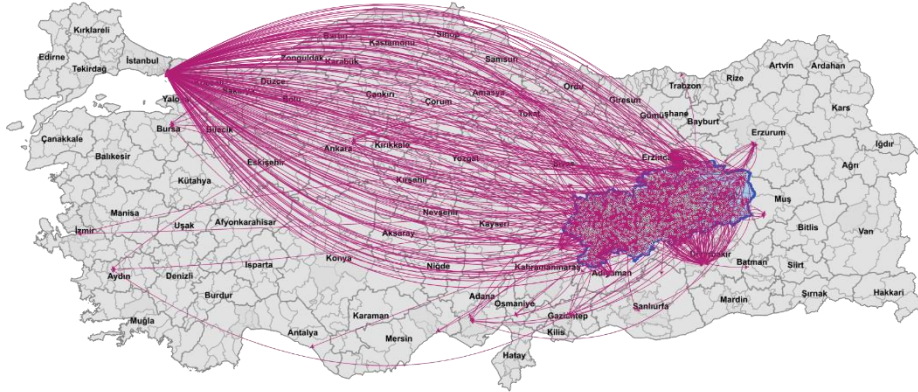 Kırklareli
Edirne
Tekirdağ
İstanbul
Yalova
Bursa
Bilecik
Sakarya
Düzce
Bolu
Zonguldak
Bartın
Karabük
Kastamonu
Sinop
Samsun
Çankırı
Çorum
Amasya
Tokat
Ordu
Giresun
Trabzon
Gümüşhane
Bayburt
Rize
Artvin
Ardahan
Kars
Iğdır
Erzurum
Ağrı
Çanakkale
Balıkesir
Kütahya
Eskişehir
Ankara
Kırıkkale
Yozgat
Sivas
Manisa
İzmir
Uşak
Afyonkarahisar
Kırşehir
Nevşehir
Kayseri
Aksaray
Muş
Bitlis
Van
Aydın
Denizli
Isparta
Burdur
Konya
Niğde
Kahramanmaraş
Adıyaman
Diyarbakır
Batman
Siirt
Şırnak
Hakkari
Mardin
Şanlıurfa
Gaziantep
Kilis
Osmaniye
Adana
Hatay
Mersin
Karaman
Antalya
Muğla